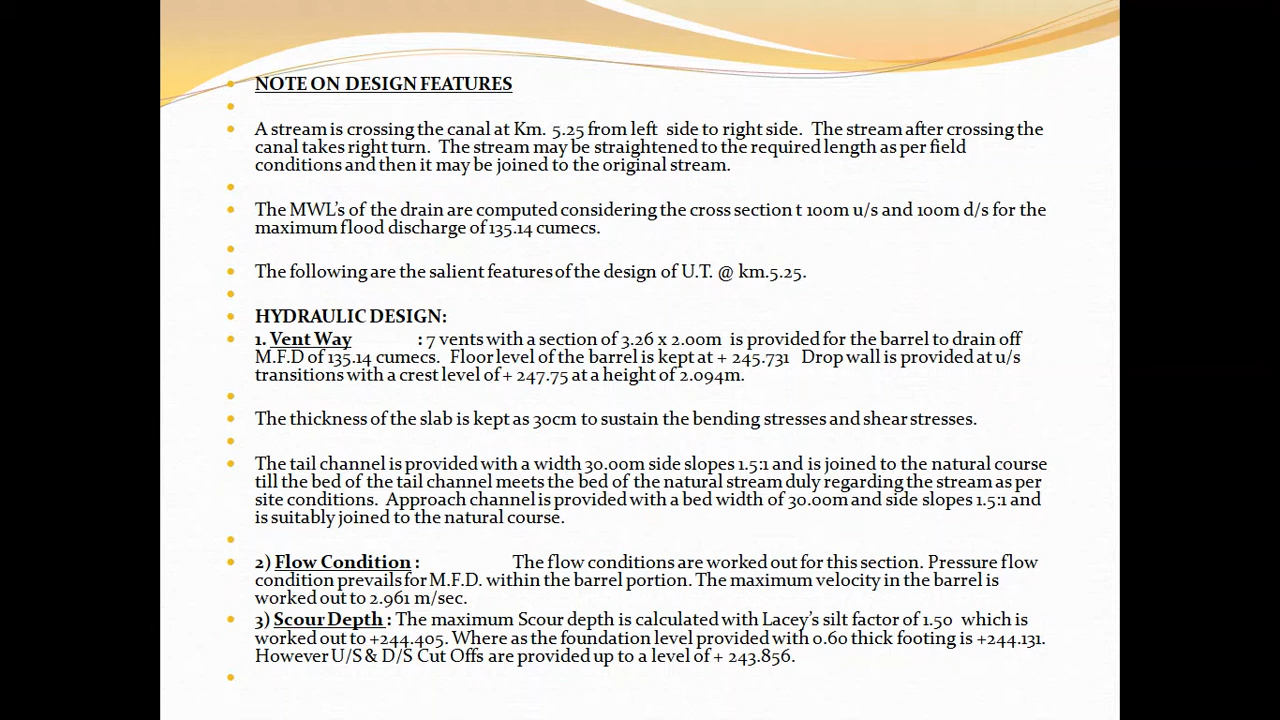 NOTE ON DESIGN FEATURES
A stream is crossing the canal at Km. 5.25 from left side to right side. The stream after crossing the
canal takes right turn. The stream may be straightened to the required length as per field
conditions and then it may be joined to the original stream.
The MWL's of the drain are computed considering the cross section t 100m u/s and 100m d/s for the
maximum flood discharge of 135.14 cumecs.
The following are the salient features of the design of U.T. @ km.5.25.
HYDRAULIC DESIGN:
1. Vent Way : 7 vents with a section of 3.26 x 2.00m is provided for the barrel to drain off
M.F.D of 135.14 cumecs. Floor level of the barrel is kept at + 245.731 Drop wall is provided at u/s
transitions with a crest level of + 247.75 at a height of 2.094m.
The thickness of the slab is kept as 30cm to sustain the bending stresses and shear stresses.
The tail channel is provided with a width 30.00m side slopes 1.5:1 and is joined to the natural course
till the bed of the tail channel meets the bed of the natural stream duly regarding the stream as per
site conditions. Approach channel is provided with a bed width of 30.00m and side slopes 1.5:1 and
is suitably joined to the natural course.
2) Flow Condition : The flow conditions are worked out for this section. Pressure flow
condition prevails for M.F.D. within the barrel portion. The maximum velocity in the barrel is
worked out to 2.961 m/sec.
3) Scour Depth : The maximum Scour depth is calculated with Lacey's silt factor of 1.50 which is
worked out to +244.405. Where as the foundation level provided with 0.60 thick footing is +244.131.
However U/S & D/S Cut Offs are provided up to a level of + 243.856.